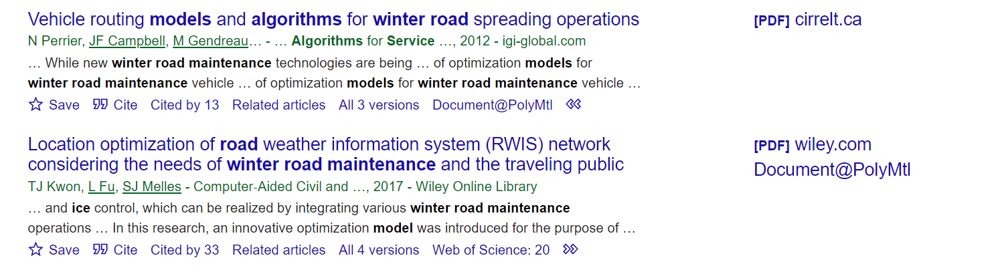 Vehicle routing models and algorithms for winter road spreading operations
[PDF] cirrelt.ca
N Perrier, JF Campbell, M Gendreau… - … Algorithms for Service …, 2012 - igi-global.com
… While new winter road maintenance technologies are being … of optimization models for
winter road maintenance vehicle … of optimization models for winter road maintenance vehicle …
Save Cite Cited by 13 Related articles All 3 versions Document@PolyMtl
Location optimization of road weather information system (RWIS) network
considering the needs of winter road maintenance and the traveling public
[PDF] wiley.com
Document@PolyMtl
TJ Kwon, L Fu, SJ Melles - Computer-Aided Civil and …, 2017 - Wiley Online Library
… and ice control, which can be realized by integrating various winter road maintenance
operations … In this research, an innovative optimization model was introduced for the purpose of …
Save Cite Cited by 33 Related articles All 4 versions Web of Science: 20